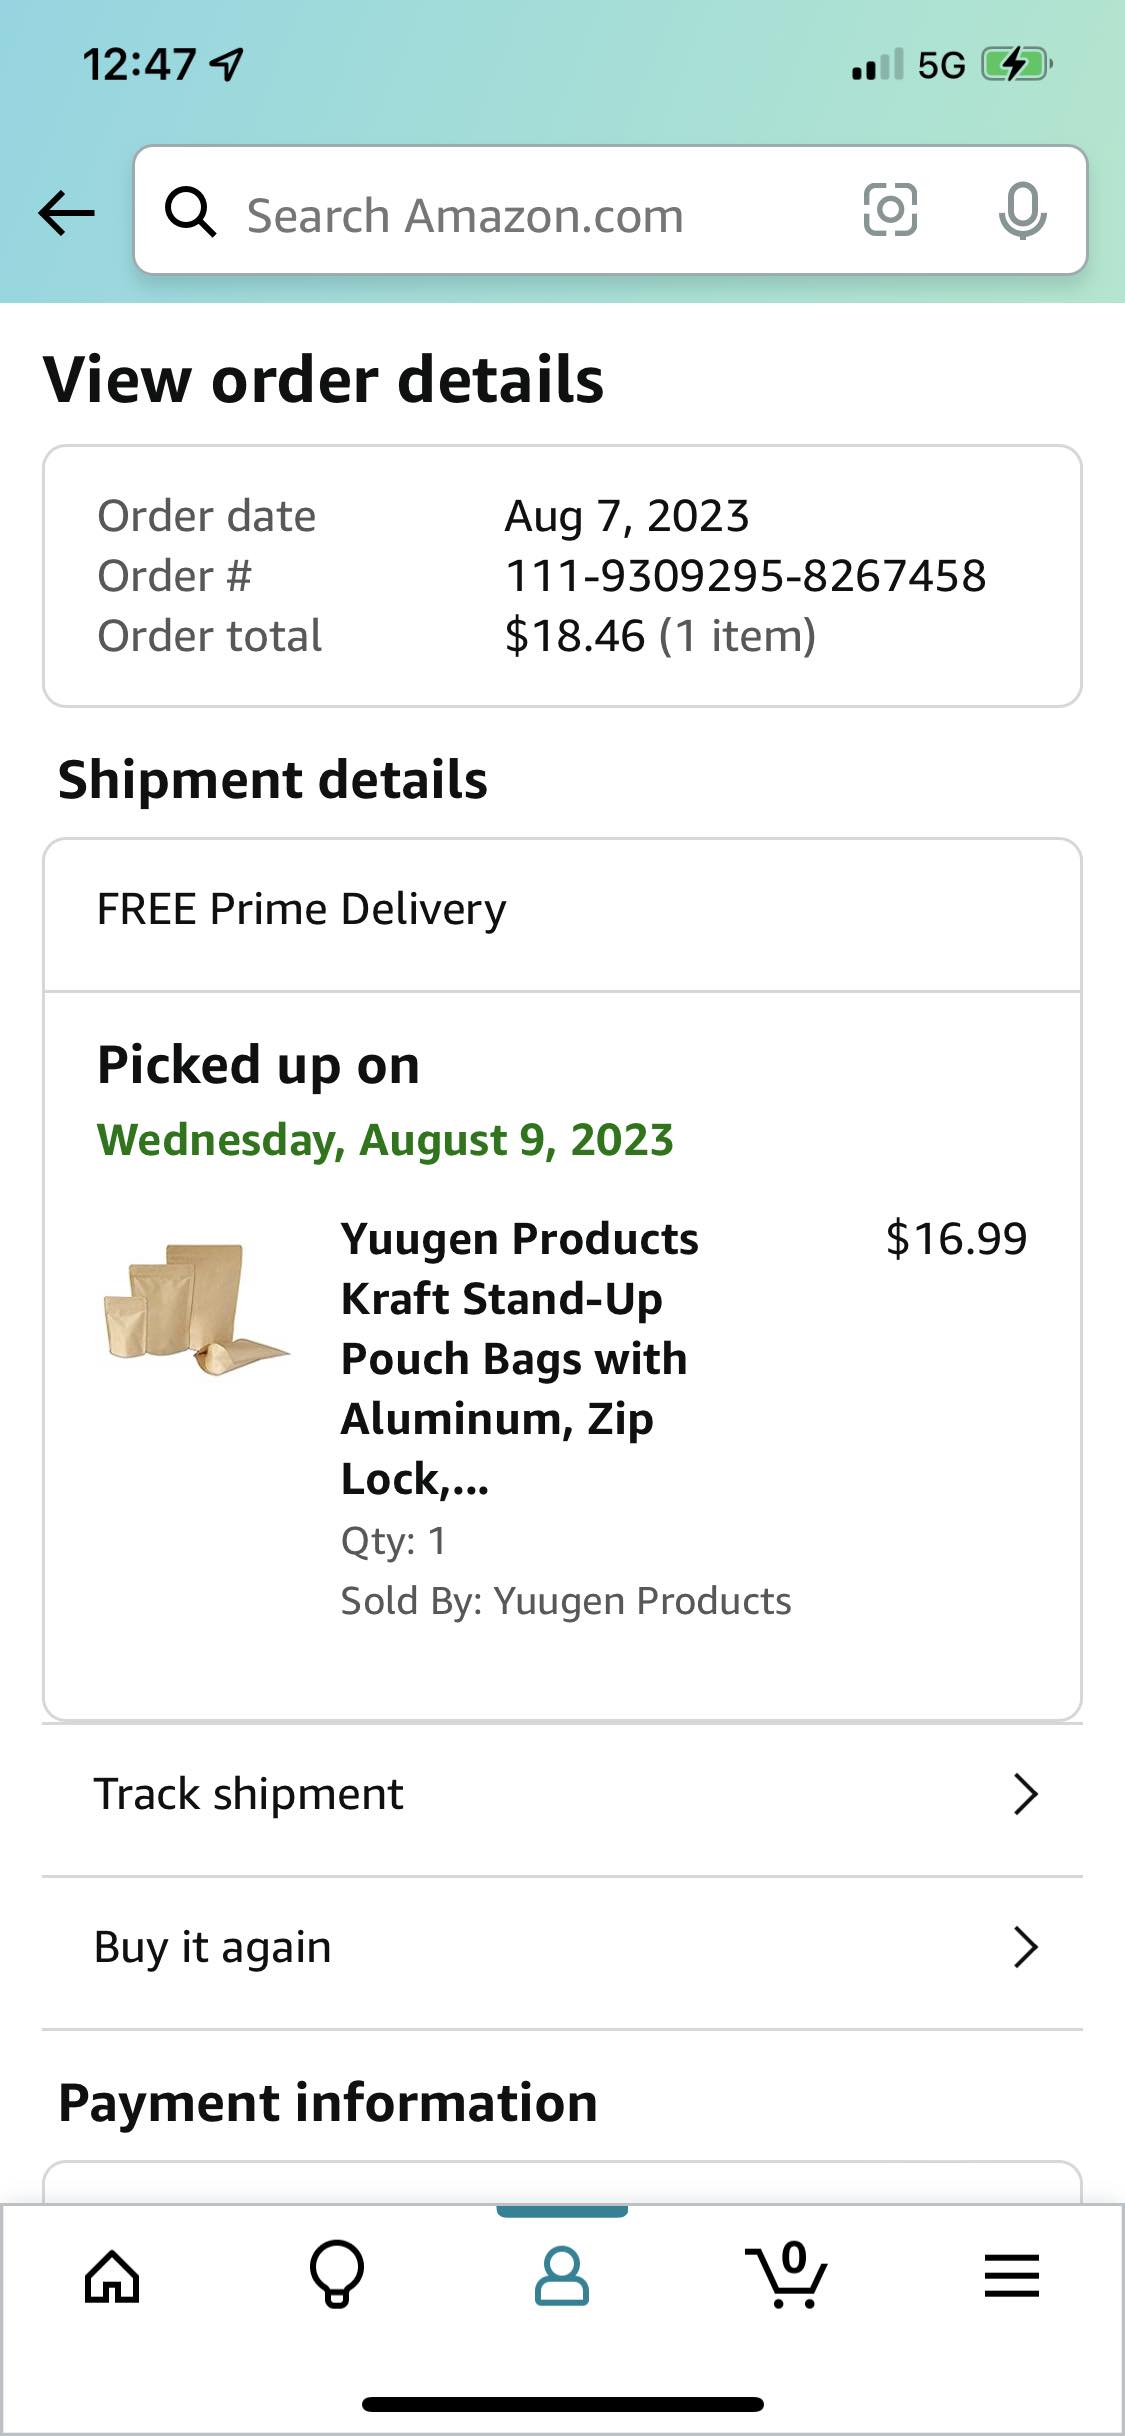 12:47
5G
Search Amazon.com
View order details
Order date Aug 7, 2023
Order # 111-9309295-8267458
Order total $18.46 (1 item)
Shipment details
FREE Prime Delivery
Picked up on
Wednesday, August 9, 2023
Yuugen Products $16.99
Kraft Stand-Up
Pouch Bags with
Aluminum, Zip
Lock,...
Qty: 1
Sold By: Yuugen Products
Track shipment
Buy it again
Payment information
0